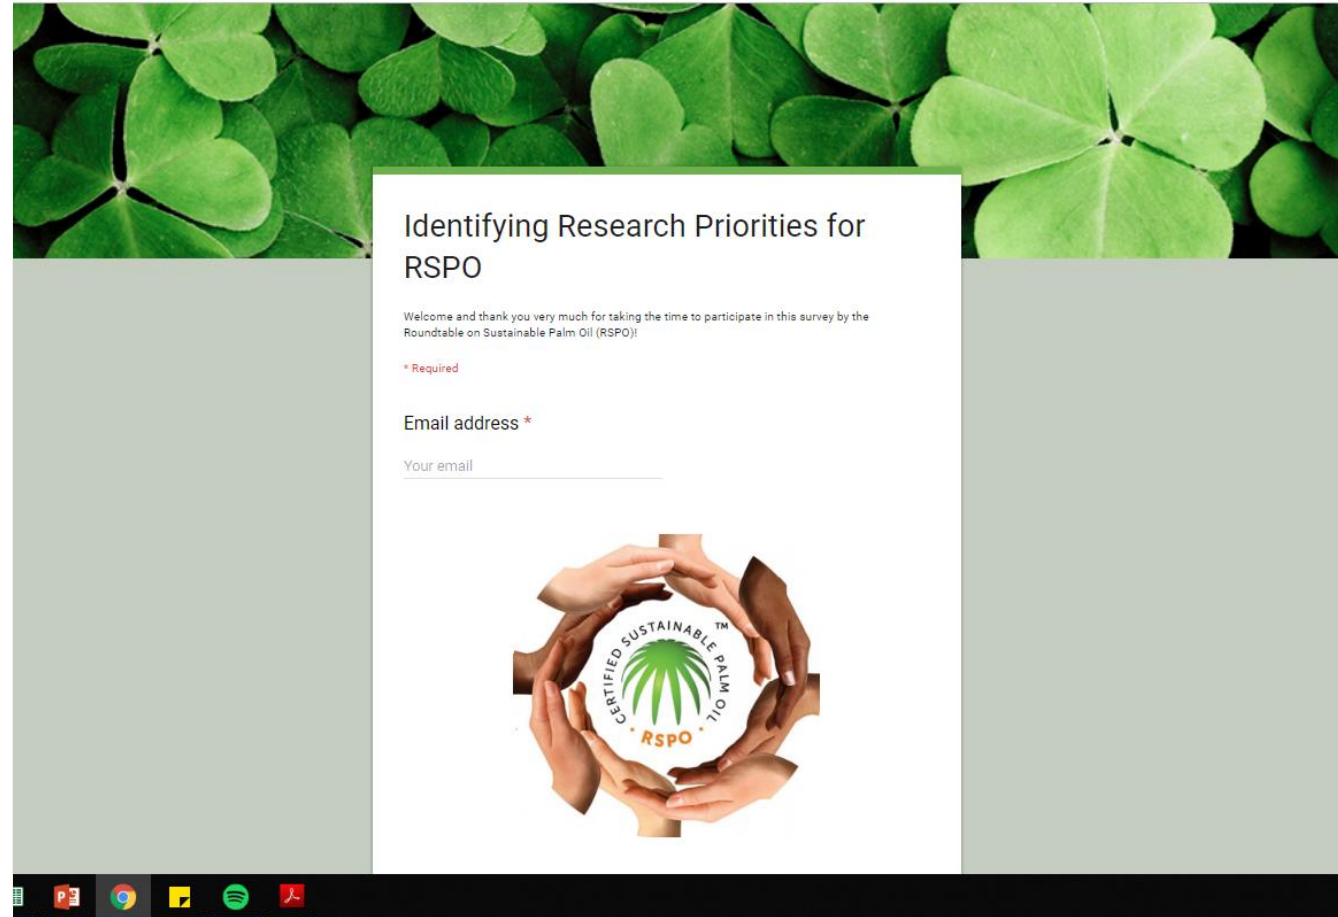 Identifying Research Priorities for
RSPO
Welcome and thank you very much for taking the time to participate in this survey by the
Roundtable on Sustainable Palm Oil (RSPO)!
* Required
Email address *
Your email
CERTIFIED SUSTAINABLE PALM OIL ™
RSPO
P